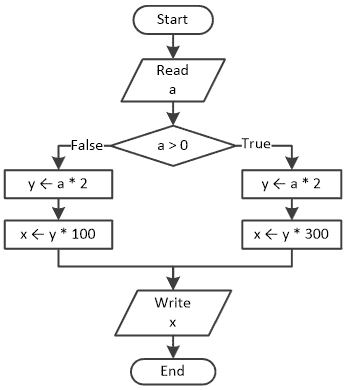 Start
Read
a
a > 0
False
True
y ← a * 2
y ← a * 2
x ← y * 100
x ← y * 300
Write
x
End